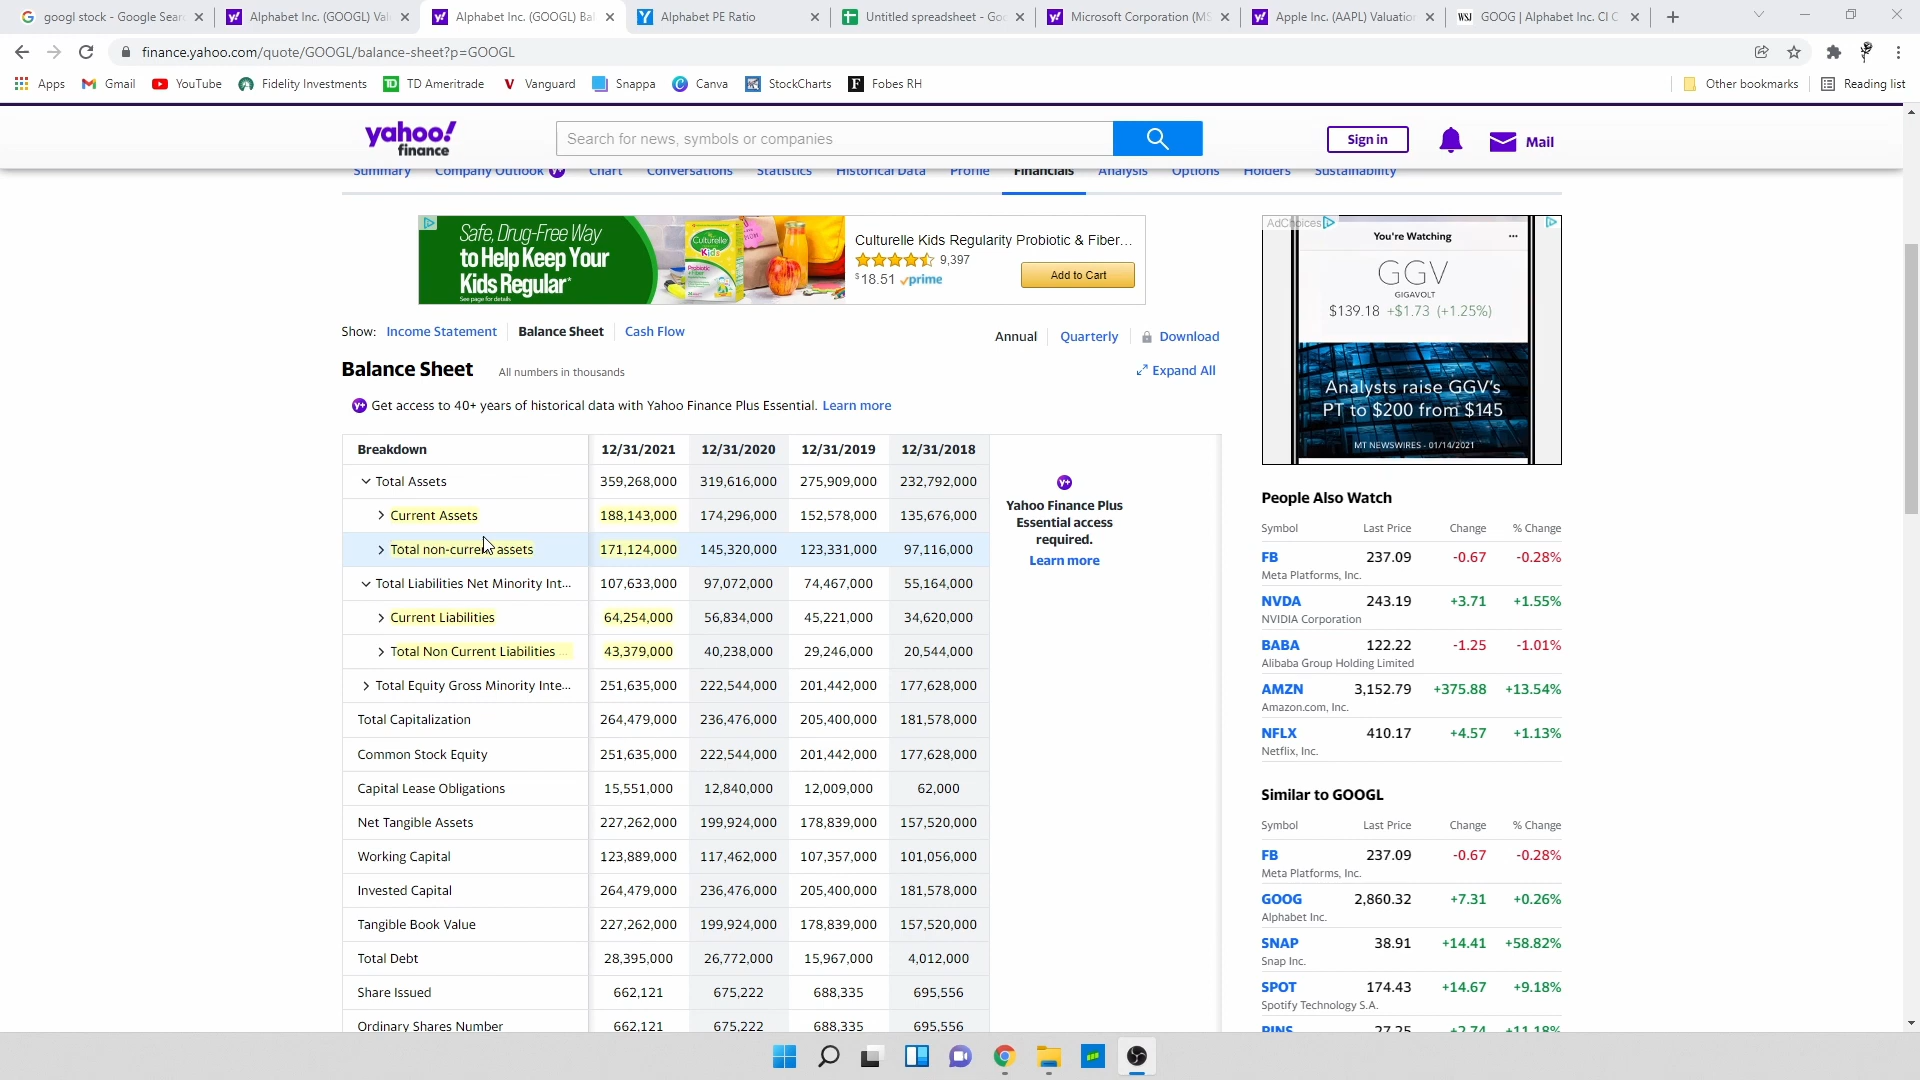 googl stock - Google Sear
Alphabet Inc. (GOOGL) Val
Alphabet Inc. (GOOGL) Ba
Alphabet PE Ratio
Untitled spreadsheet - Goo
Microsoft Corporation (MS
Apple Inc. (AAPL) Valuatio
GOOG | Alphabet Inc. Cl C
finance.yahoo.com/quote/GOOGL/balance-sheet?p=GOOGL
Apps Gmail YouTube Fidelity Investments TD Ameritrade Vanguard Snappa Canva StockCharts Fobes RH Other bookmarks Reading list
yahoo!
finance
Search for news, symbols or companies
Sign in
Mail
Summary Company Outlook Chart Conversations Statistics Historical Data Profile Financials Analysis Options Holders Sustainability
Safe, Drug-Free Way
to Help Keep Your
Kids Regular*
See page for details
Culturelle
Kids
Culturelle Kids Regularity Probiotic & Fiber...
9,397
$18.51 prime
Add to Cart
Show: Income Statement Balance Sheet Cash Flow
Annual Quarterly Download
Balance Sheet All numbers in thousands
Expand All
Get access to 40+ years of historical data with Yahoo Finance Plus Essential. Learn more
Breakdown 12/31/2021 12/31/2020 12/31/2019 12/31/2018
Total Assets 359,268,000 319,616,000 275,909,000 232,792,000
Current Assets 188,143,000 174,296,000 152,578,000 135,676,000
Total non-current assets 171,124,000 145,320,000 123,331,000 97,116,000
Total Liabilities Net Minority Int... 107,633,000 97,072,000 74,467,000 55,164,000
Current Liabilities 64,254,000 56,834,000 45,221,000 34,620,000
Total Non Current Liabilities ... 43,379,000 40,238,000 29,246,000 20,544,000
Total Equity Gross Minority Inte... 251,635,000 222,544,000 201,442,000 177,628,000
Total Capitalization 264,479,000 236,476,000 205,400,000 181,578,000
Common Stock Equity 251,635,000 222,544,000 201,442,000 177,628,000
Capital Lease Obligations 15,551,000 12,840,000 12,009,000 62,000
Net Tangible Assets 227,262,000 199,924,000 178,839,000 157,520,000
Working Capital 123,889,000 117,462,000 107,357,000 101,056,000
Invested Capital 264,479,000 236,476,000 205,400,000 181,578,000
Tangible Book Value 227,262,000 199,924,000 178,839,000 157,520,000
Total Debt 28,395,000 26,772,000 15,967,000 4,012,000
Share Issued 662,121 675,222 688,335 695,556
Ordinary Shares Number 662,121 675,222 688,335 695,556
Yahoo Finance Plus
Essential access
required.
Learn more
AdChoices
You're Watching
GGV
GIGAVOLT
$139.18 +$1.73 (+1.25%)
Analysts raise GGV's
PT to $200 from $145
MT NEWSWIRES - 01/14/2021
People Also Watch
Symbol Last Price Change % Change
FB 237.09 -0.67 -0.28%
Meta Platforms, Inc.
NVDA 243.19 +3.71 +1.55%
NVIDIA Corporation
BABA 122.22 -1.25 -1.01%
Alibaba Group Holding Limited
AMZN 3,152.79 +375.88 +13.54%
Amazon.com, Inc.
NFLX 410.17 +4.57 +1.13%
Netflix, Inc.
Similar to GOOGL
Symbol Last Price Change % Change
FB 237.09 -0.67 -0.28%
Meta Platforms, Inc.
GOOG 2,860.32 +7.31 +0.26%
Alphabet Inc.
SNAP 38.91 +14.41 +58.82%
Snap Inc.
SPOT 174.43 +14.67 +9.18%
Spotify Technology S.A.
PINS 27.25 +2.74 +11.18%